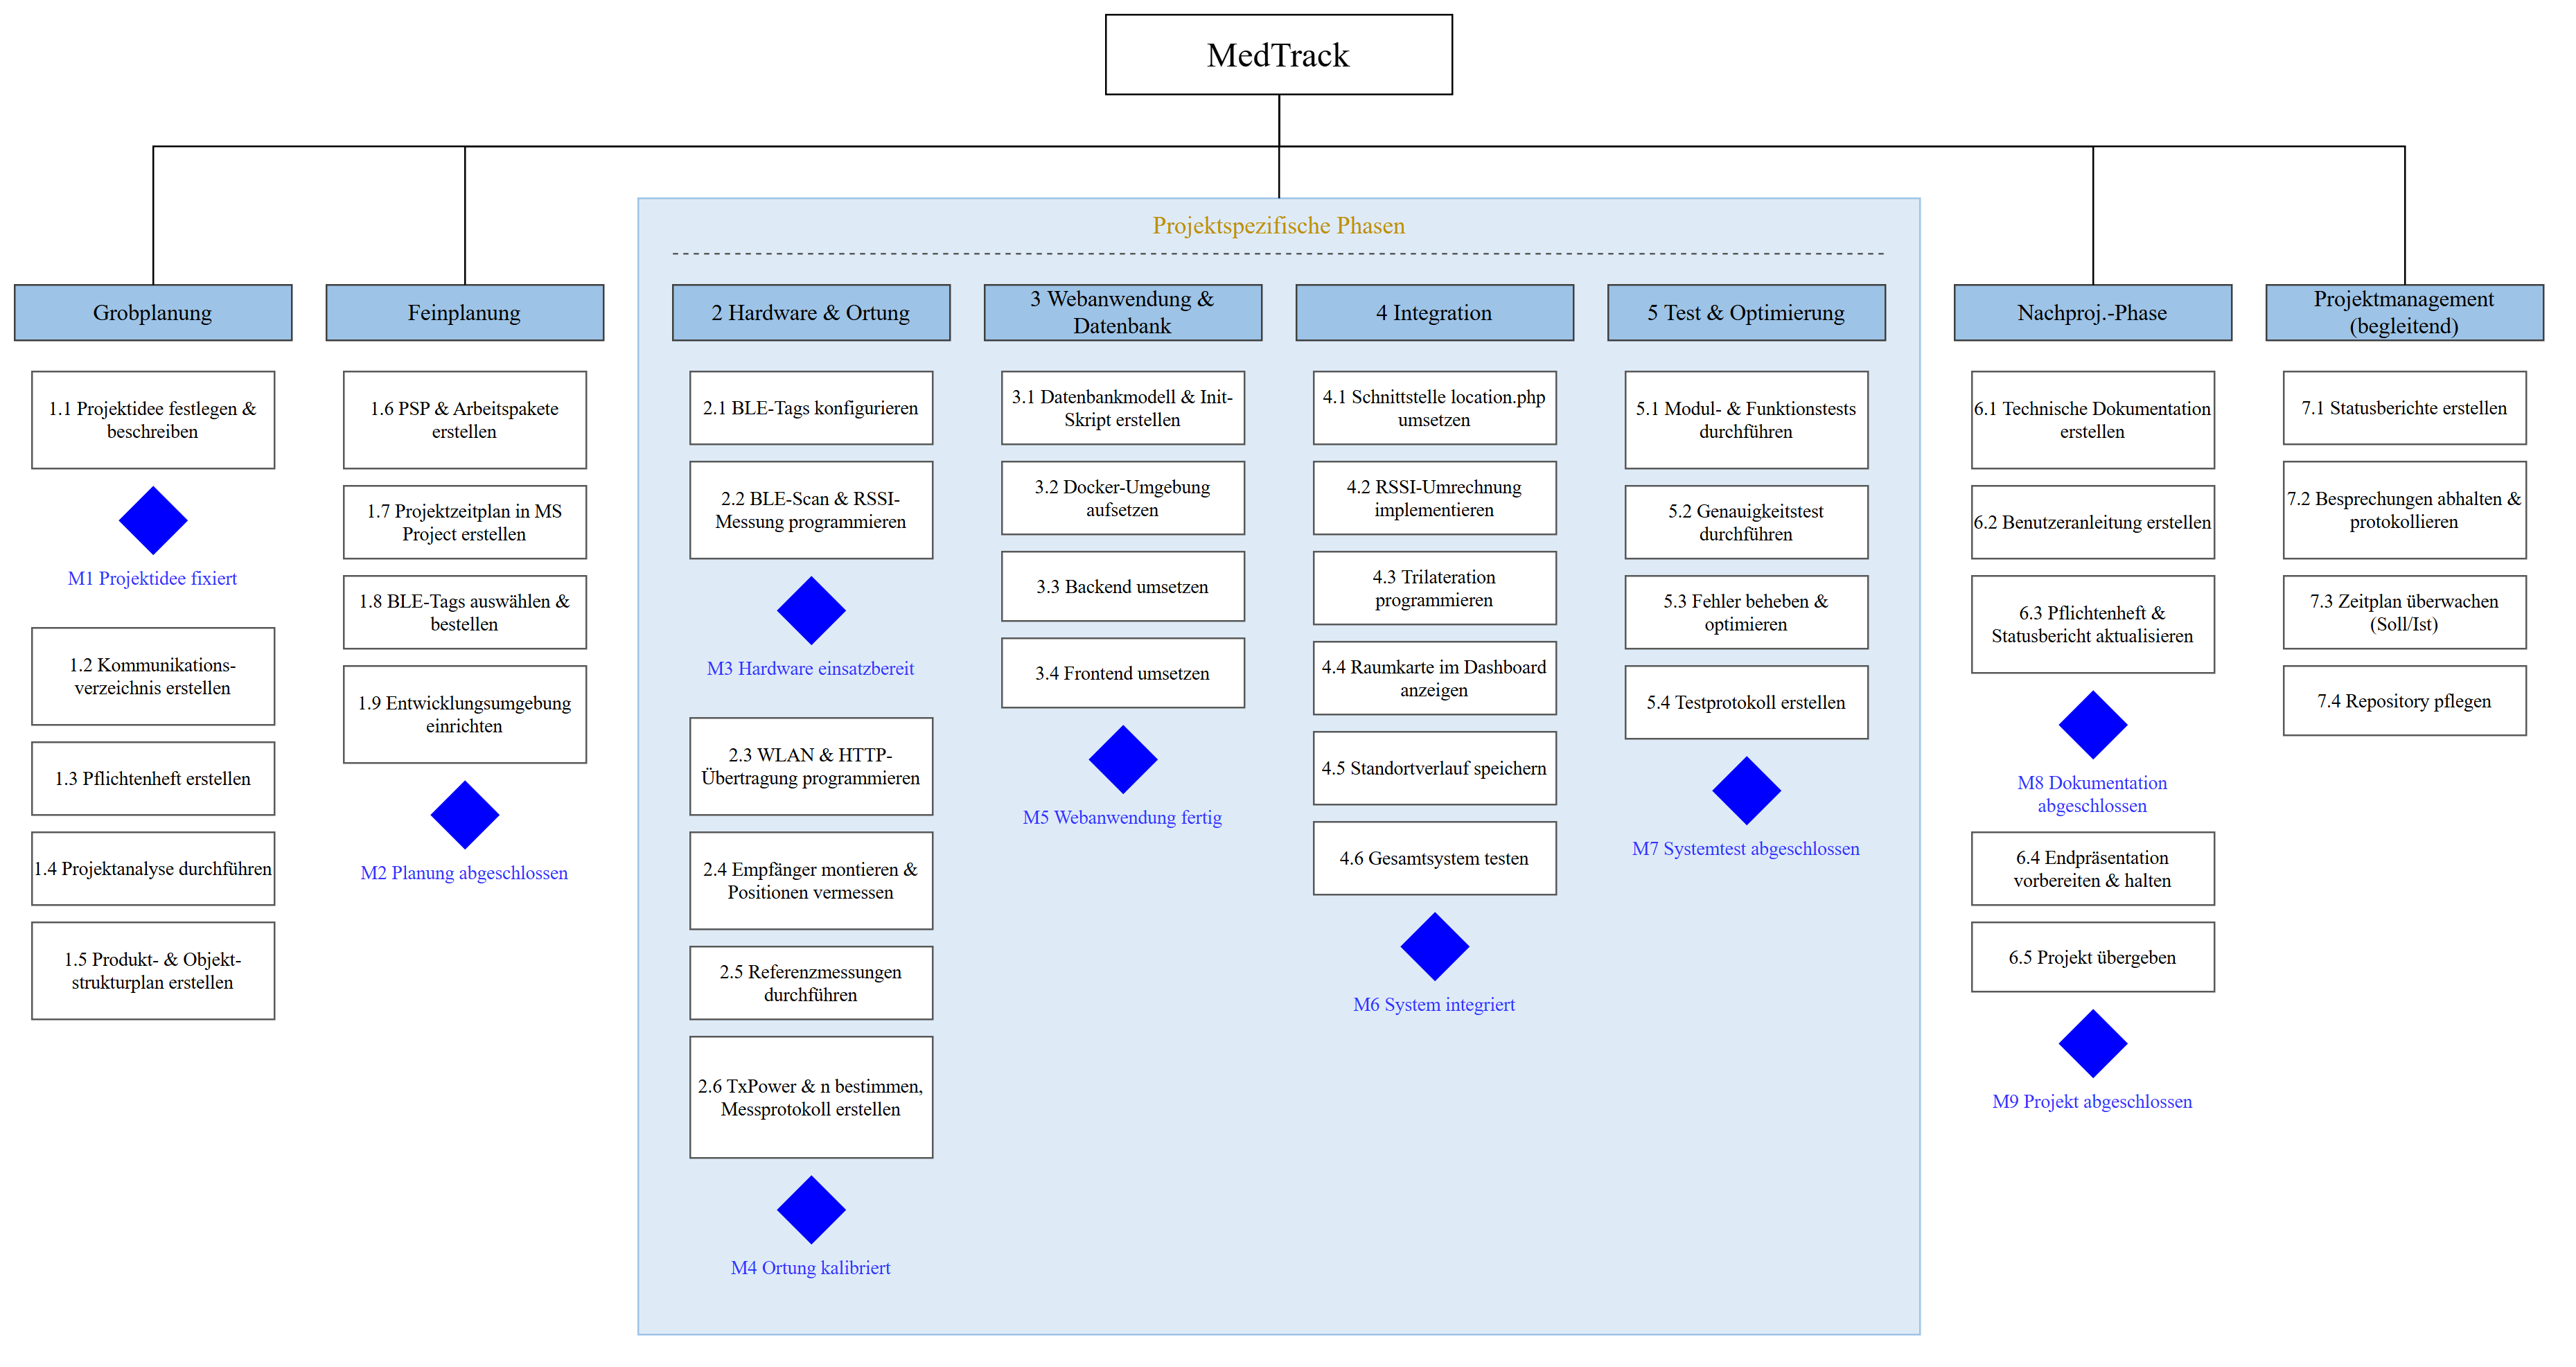 MedTrack
Projektspezifische Phasen
Grobplanung
1.1 Projektidee festlegen &
beschreiben
M1 Projektidee fixiert
1.2 Kommunikations-
verzeichnis erstellen
1.3 Pflichtenheft erstellen
1.4 Projektanalyse durchführen
1.5 Produkt- & Objekt-
strukturplan erstellen
Feinplanung
1.6 PSP & Arbeitspakete
erstellen
1.7 Projektzeitplan in MS
Project erstellen
1.8 BLE-Tags auswählen &
bestellen
1.9 Entwicklungsumgebung
einrichten
M2 Planung abgeschlossen
2 Hardware & Ortung
2.1 BLE-Tags konfigurieren
2.2 BLE-Scan & RSSI-
Messung programmieren
M3 Hardware einsatzbereit
2.3 WLAN & HTTP-
Übertragung programmieren
2.4 Empfänger montieren &
Positionen vermessen
2.5 Referenzmessungen
durchführen
2.6 TxPower & n bestimmen,
Messprotokoll erstellen
M4 Ortung kalibriert
3 Webanwendung &
Datenbank
3.1 Datenbankmodell & Init-
Skript erstellen
3.2 Docker-Umgebung
aufsetzen
3.3 Backend umsetzen
3.4 Frontend umsetzen
M5 Webanwendung fertig
4 Integration
4.1 Schnittstelle location.php
umsetzen
4.2 RSSI-Umrechnung
implementieren
4.3 Trilateration
programmieren
4.4 Raumkarte im Dashboard
anzeigen
4.5 Standortverlauf speichern
4.6 Gesamtsystem testen
M6 System integriert
5 Test & Optimierung
5.1 Modul- & Funktionstests
durchführen
5.2 Genauigkeitstest
durchführen
5.3 Fehler beheben &
optimieren
5.4 Testprotokoll erstellen
M7 Systemtest abgeschlossen
Nachproj.-Phase
6.1 Technische Dokumentation
erstellen
6.2 Benutzeranleitung erstellen
6.3 Pflichtenheft &
Statusbericht aktualisieren
M8 Dokumentation
abgeschlossen
6.4 Endpräsentation
vorbereiten & halten
6.5 Projekt übergeben
M9 Projekt abgeschlossen
Projektmanagement
(begleitend)
7.1 Statusberichte erstellen
7.2 Besprechungen abhalten &
protokollieren
7.3 Zeitplan überwachen
(Soll/Ist)
7.4 Repository pflegen